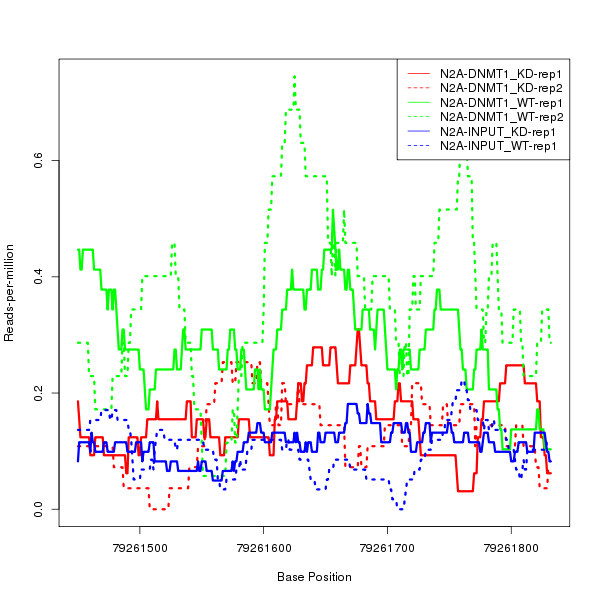 N2A-DNMT1_KD-rep1
N2A-DNMT1_KD-rep2
N2A-DNMT1_WT-rep1
N2A-DNMT1_WT-rep2
N2A-INPUT_KD-rep1
N2A-INPUT_WT-rep1
0.6
0.4
0.2
0.0
Reads-per-million
79261500 79261600 79261700 79261800
Base Position